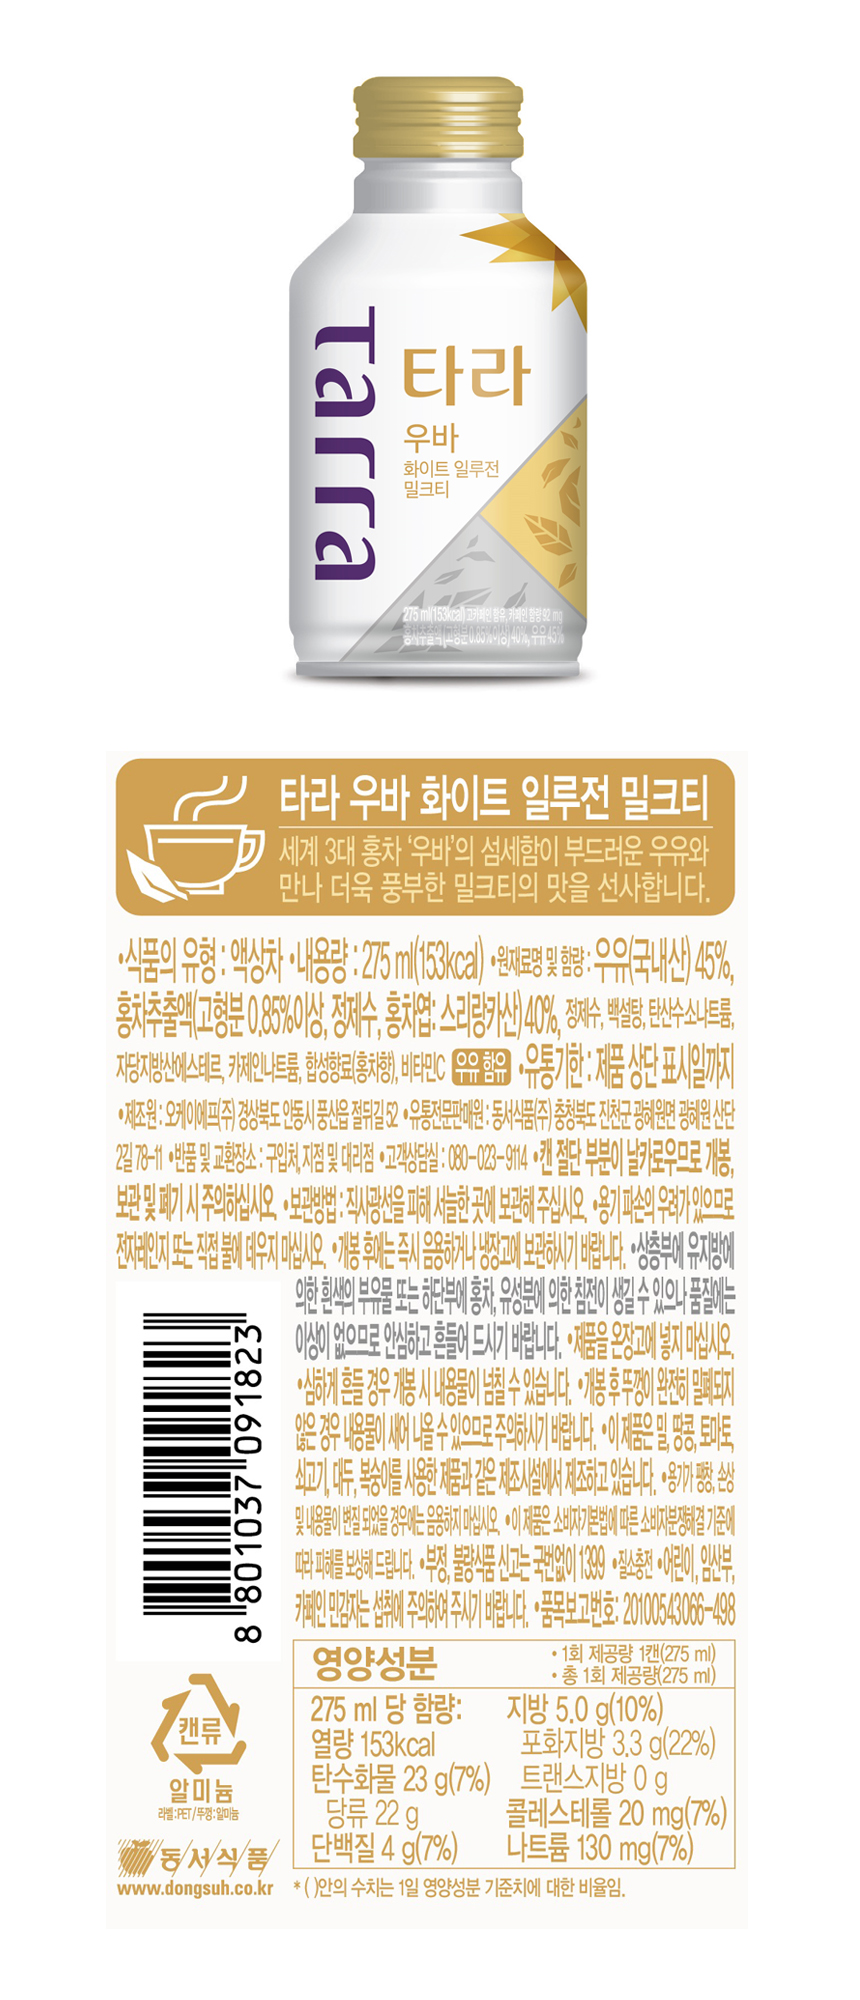 Tarra
타라
우바
화이트 일루전
밀크티
275 ml(153kcal) 고카페인 함유, 카페인 함량 92 mg
홍차추출액(고형분 0.85%이상) 40%, 우유 45%
타라 우바 화이트 일루전 밀크티
세계 3대 홍차 '우바'의 섬세함이 부드러운 우유와
만나 더욱 풍부한 밀크티의 맛을 선사합니다.
•식품의 유형 : 액상차 •내용량 : 275 ml(153kcal) •원재료명 및 함량 : 우유(국내산) 45%,
홍차추출액(고형분 0.85%이상, 정제수, 홍차엽: 스리랑카산) 40%, 정제수, 백설탕, 탄산수소나트륨,
자당지방산에스테르, 카제인나트륨, 합성향료(홍차향), 비타민C 우유 함유 •유통기한 : 제품 상단 표시일까지
•제조원 : 오케이에프(주) 경상북도 안동시 풍산읍 절뒤길 52 •유통전문판매원 : 동서식품(주) 충청북도 진천군 광혜원면 광혜원 산단
2길 78-11 •반품 및 교환장소 : 구입처, 지점 및 대리점 •고객상담실 : 080-023-9114 •캔 절단 부분이 날카로우므로 개봉,
보관 및 폐기 시 주의하십시오. •보관방법 : 직사광선을 피해 서늘한 곳에 보관해 주십시오. •용기 파손의 우려가 있으므로
전자레인지 또는 직접 불에 데우지 마십시오. •개봉 후에는 즉시 음용하거나 냉장고에 보관하시기 바랍니다. •상층부에 유지방에
의한 흰색의 부유물 또는 하단부에 홍차, 유성분에 의한 침전이 생길 수 있으나 품질에는
이상이 없으므로 안심하고 흔들어 드시기 바랍니다. •제품을 온장고에 넣지 마십시오.
•심하게 흔들 경우 개봉 시 내용물이 넘칠 수 있습니다. •개봉 후 뚜껑이 완전히 밀폐되지
않은 경우 내용물이 새어 나올 수 있으므로 주의하시기 바랍니다. •이 제품은 밀, 땅콩, 토마토,
쇠고기, 대두, 복숭아를 사용한 제품과 같은 제조시설에서 제조하고 있습니다. •용기가 팽창, 손상
및 내용물이 변질 되었을 경우에는 음용하지 마십시오. •이 제품은 소비자기본법에 따른 소비자분쟁해결 기준에
따라 피해를 보상해 드립니다. •부정, 불량식품 신고는 국번없이 1399 •질소충전 •어린이, 임산부,
카페인 민감자는 섭취에 주의하여 주시기 바랍니다. •품목보고번호: 20100543066-498
8 801037 091823
영양성분
• 1회 제공량 1캔(275 ml)
• 총 1회 제공량(275 ml)
275 ml 당 함량: 지방 5.0 g(10%)
열량 153kcal 포화지방 3.3 g(22%)
탄수화물 23 g(7%) 트랜스지방 0 g
당류 22 g 콜레스테롤 20 mg(7%)
단백질 4 g(7%) 나트륨 130 mg(7%)
* ( )안의 수치는 1일 영양성분 기준치에 대한 비율임.
캔류
알미늄
라벨:PET/뚜껑:알미늄
동서식품
www.dongsuh.co.kr